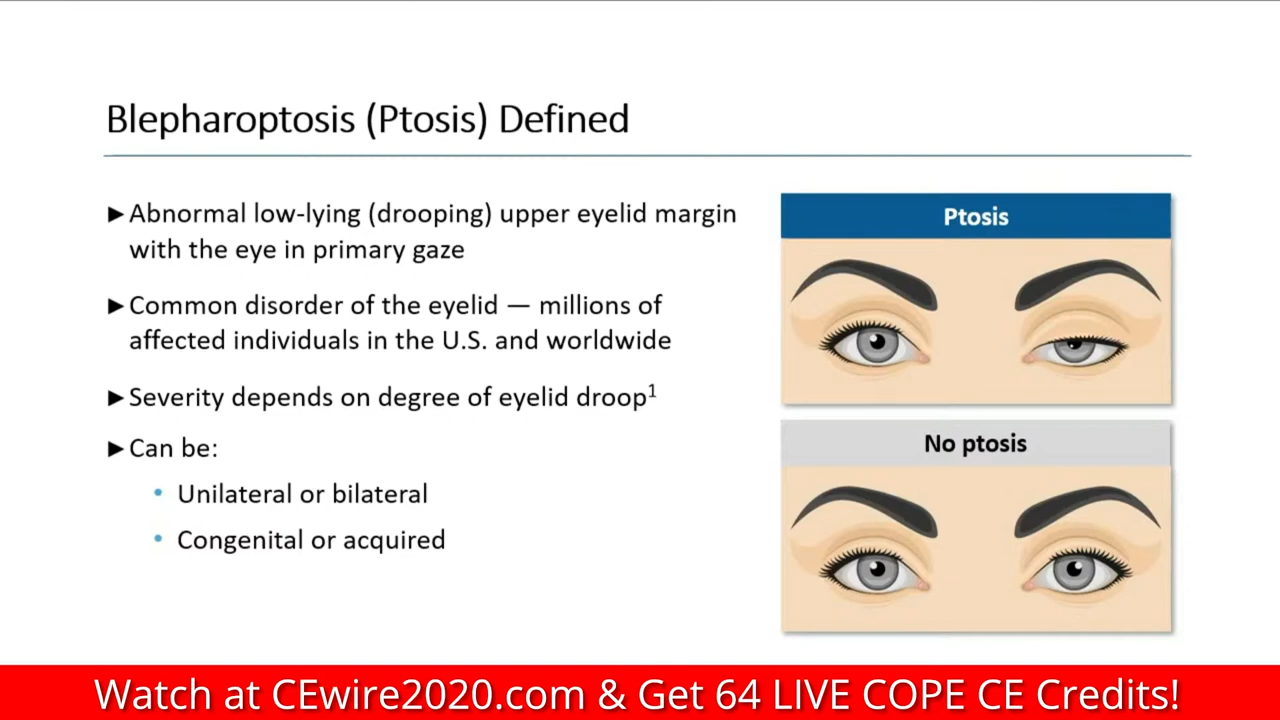 Blepharoptosis (Ptosis) Defined
►Abnormal low-lying (drooping) upper eyelid margin
with the eye in primary gaze
►Common disorder of the eyelid — millions of
affected individuals in the U.S. and worldwide
►Severity depends on degree of eyelid droop¹
►Can be:
• Unilateral or bilateral
• Congenital or acquired
Ptosis
No ptosis
Watch at CEwire2020.com & Get 64 LIVE COPE CE Credits!